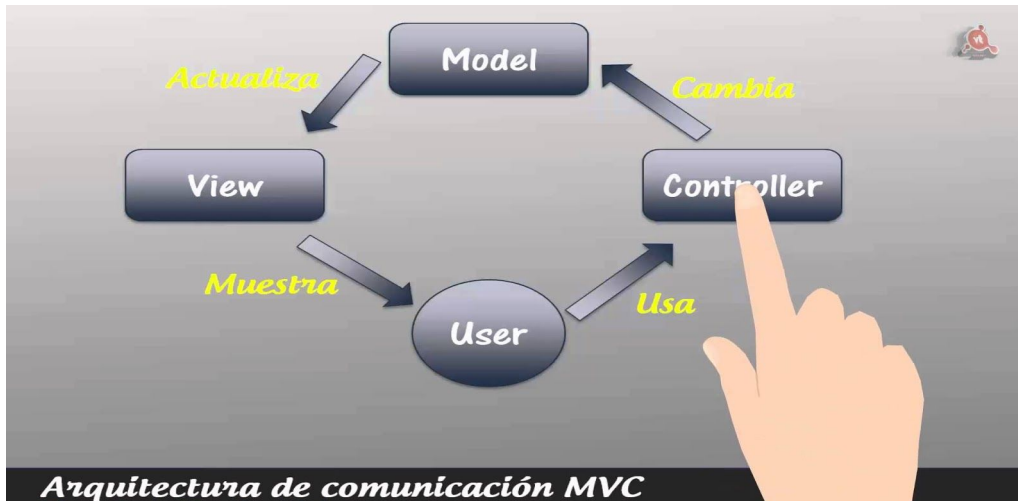 Model
Actualiza
Cambia
View
Controller
Muestra
Usa
User
Arquitectura de comunicación MVC